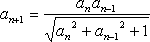 a_{n+1} = \frac{a_n a_{n-1}}{\sqrt{a_n^2 + a_{n-1}^2 + 1}}